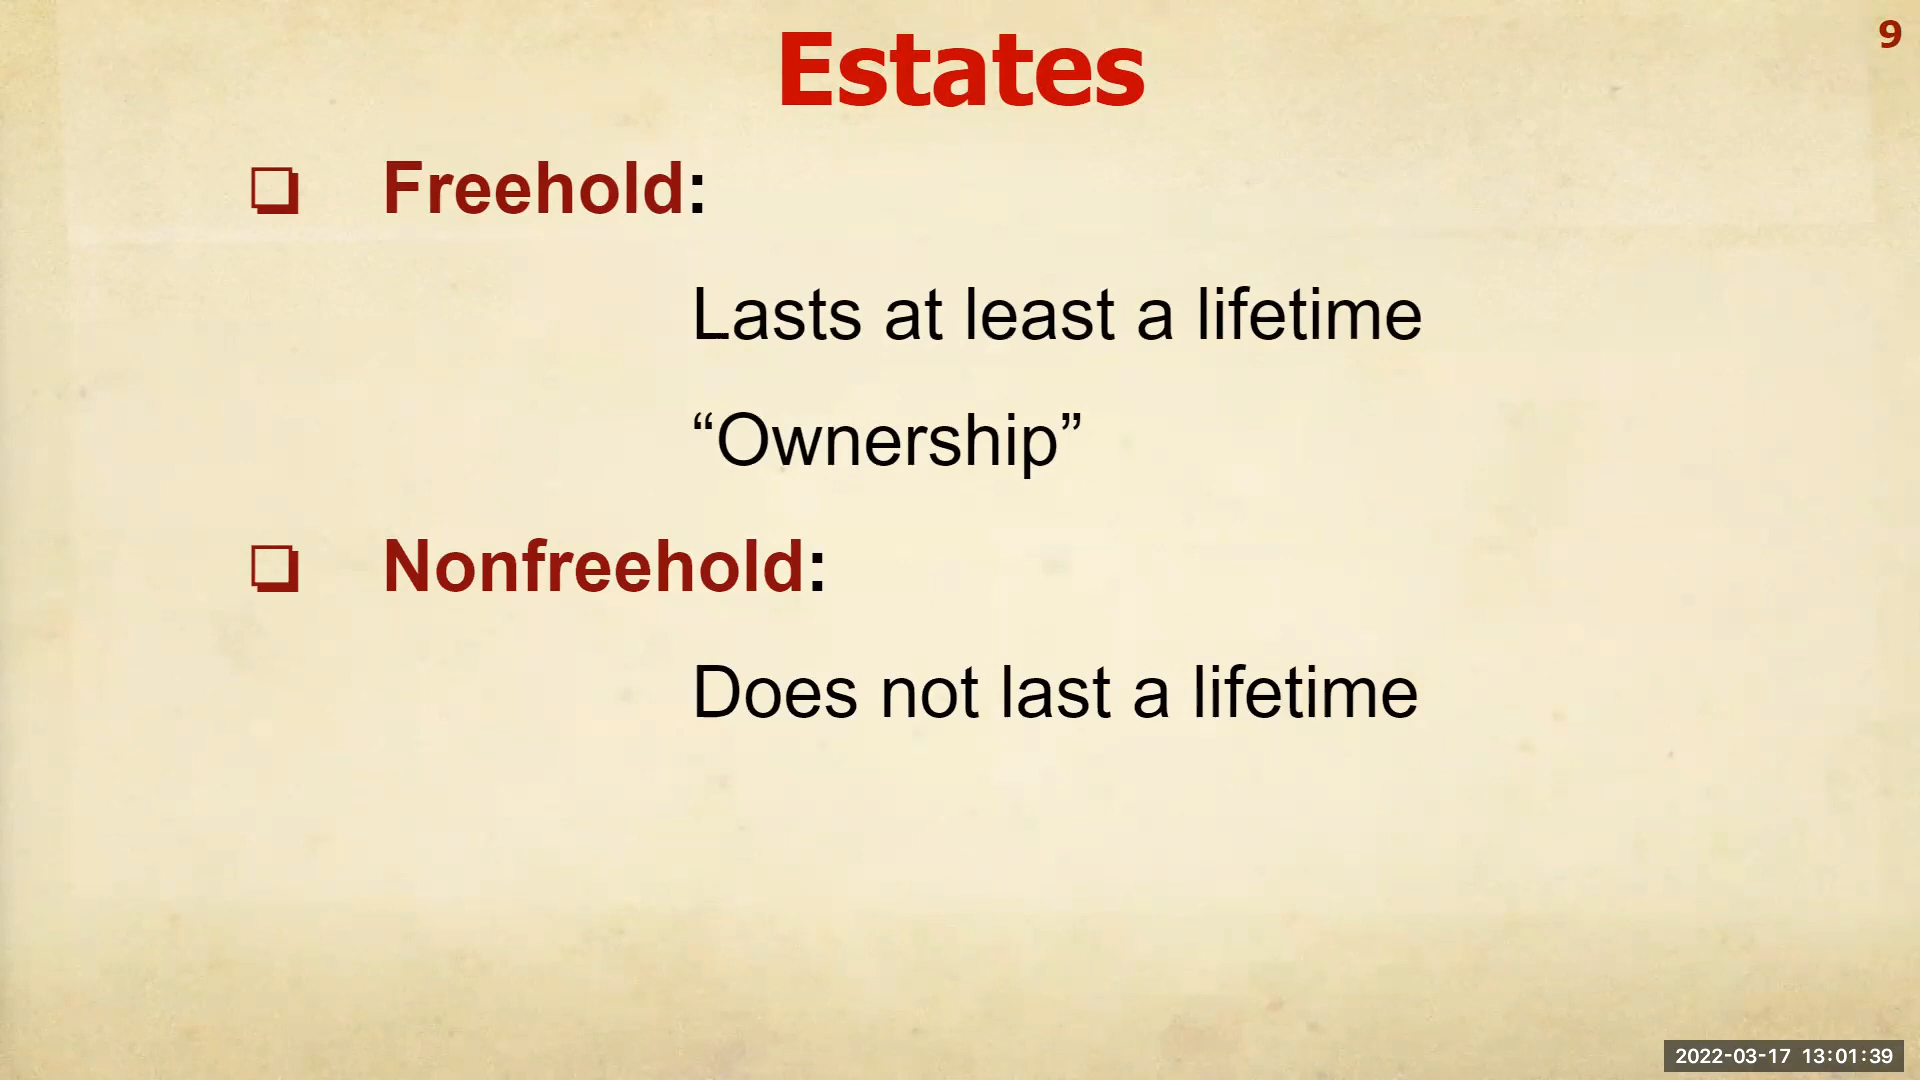 Estates
9
❑ Freehold:
Lasts at least a lifetime
“Ownership”
❑ Nonfreehold:
Does not last a lifetime
2022-03-17 13:01:39